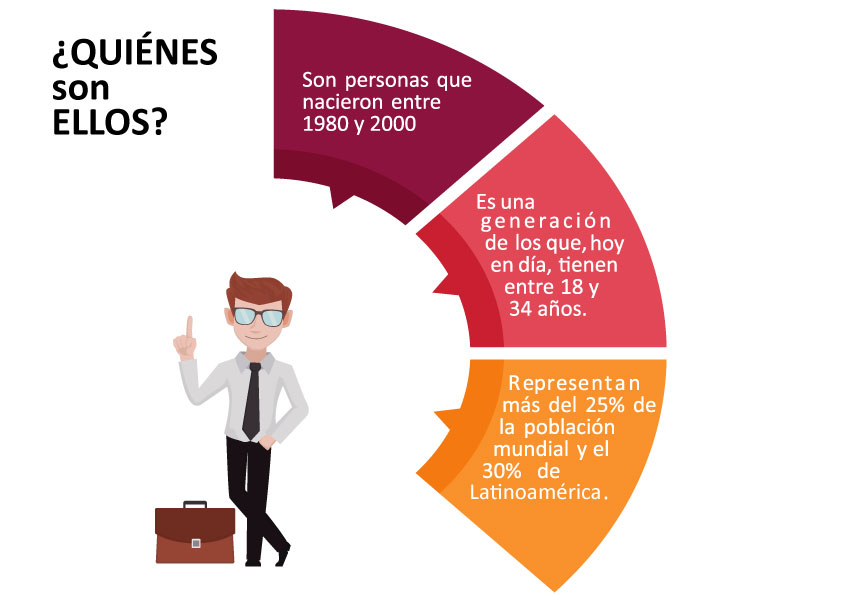 ¿QUIÉNES
son
ELLOS?
Son personas que
nacieron entre
1980 y 2000
Es una
generación
de los que, hoy
en día, tienen
entre 18 y
34 años.
Representan
más del 25% de
la población
mundial y el
30% de
Latinoamérica.